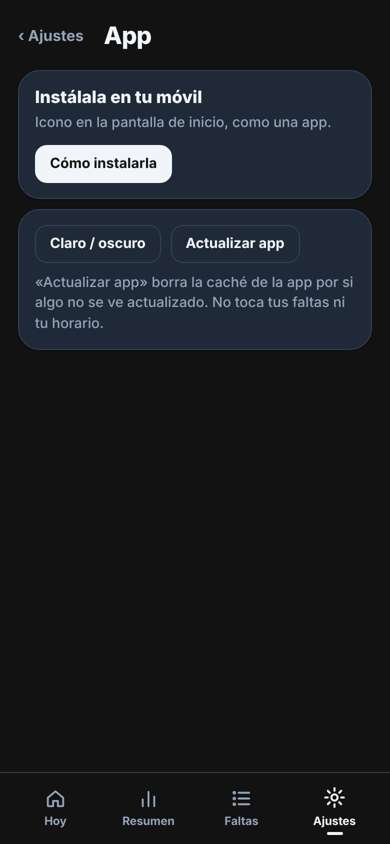 ‹ Ajustes App
Instálala en tu móvil
Icono en la pantalla de inicio, como una app.
Cómo instalarla
Claro / oscuro Actualizar app
«Actualizar app» borra la caché de la app por si
algo no se ve actualizado. No toca tus faltas ni
tu horario.
Hoy Resumen Faltas Ajustes